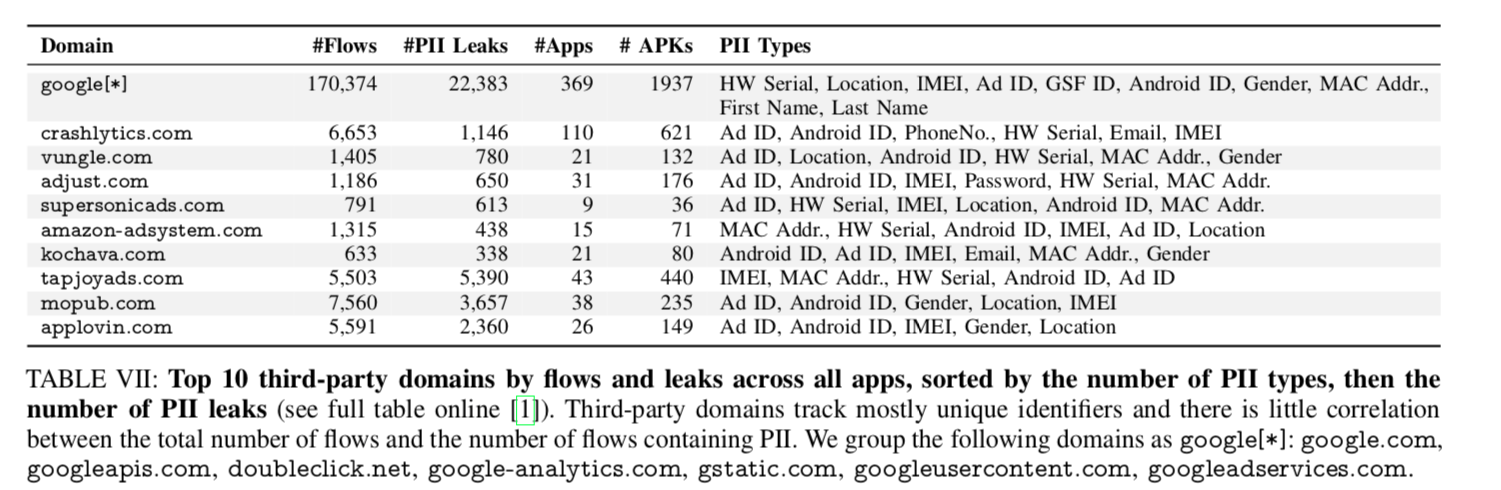 Domain #Flows #PII Leaks #Apps # APKs PII Types
google[*] 170,374 22,383 369 1937 HW Serial, Location, IMEI, Ad ID, GSF ID, Android ID, Gender, MAC Addr.,
First Name, Last Name
crashlytics.com 6,653 1,146 110 621 Ad ID, Android ID, PhoneNo., HW Serial, Email, IMEI
vungle.com 1,405 780 21 132 Ad ID, Location, Android ID, HW Serial, MAC Addr., Gender
adjust.com 1,186 650 31 176 Ad ID, Android ID, IMEI, Password, HW Serial, MAC Addr.
supersonicads.com 791 613 9 36 Ad ID, HW Serial, IMEI, Location, Android ID, MAC Addr.
amazon-adsystem.com 1,315 438 15 71 MAC Addr., HW Serial, Android ID, IMEI, Ad ID, Location
kochava.com 633 338 21 80 Android ID, Ad ID, IMEI, Email, MAC Addr., Gender
tapjoyads.com 5,503 5,390 43 440 IMEI, MAC Addr., HW Serial, Android ID, Ad ID
mopub.com 7,560 3,657 38 235 Ad ID, Android ID, Gender, Location, IMEI
applovin.com 5,591 2,360 26 149 Ad ID, Android ID, IMEI, Gender, Location
TABLE VII: Top 10 third-party domains by flows and leaks across all apps, sorted by the number of PII types, then the
number of PII leaks (see full table online [1]). Third-party domains track mostly unique identifiers and there is little correlation
between the total number of flows and the number of flows containing PII. We group the following domains as google[*]: google.com,
googleapis.com, doubleclick.net, google-analytics.com, gstatic.com, googleusercontent.com, googleadservices.com.